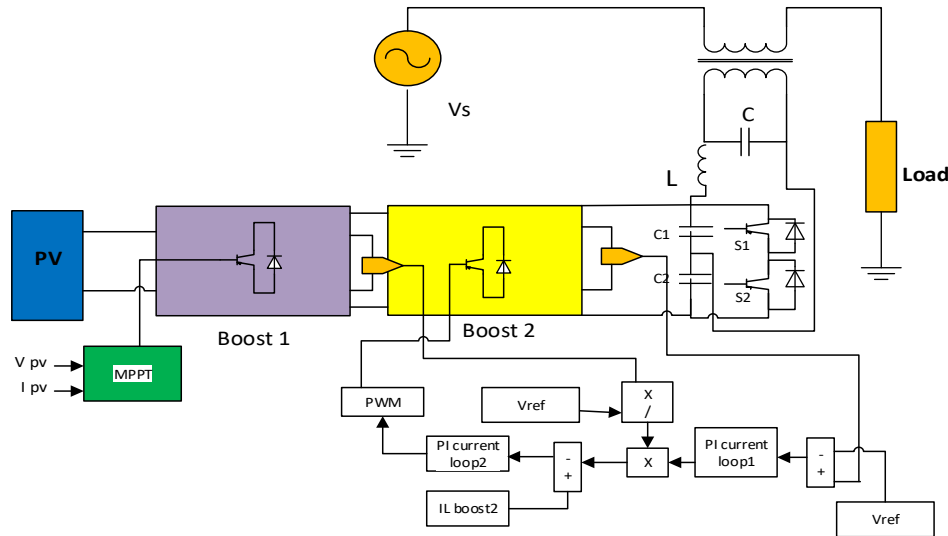 Vs
C
L
Load
PV
C1
S1
C2
S2
Boost 1
Boost 2
V pv
I pv
MPPT
PWM
Vref
X
/
PI current
loop2
-
+
X
PI current
loop1
-
+
IL boost2
Vref